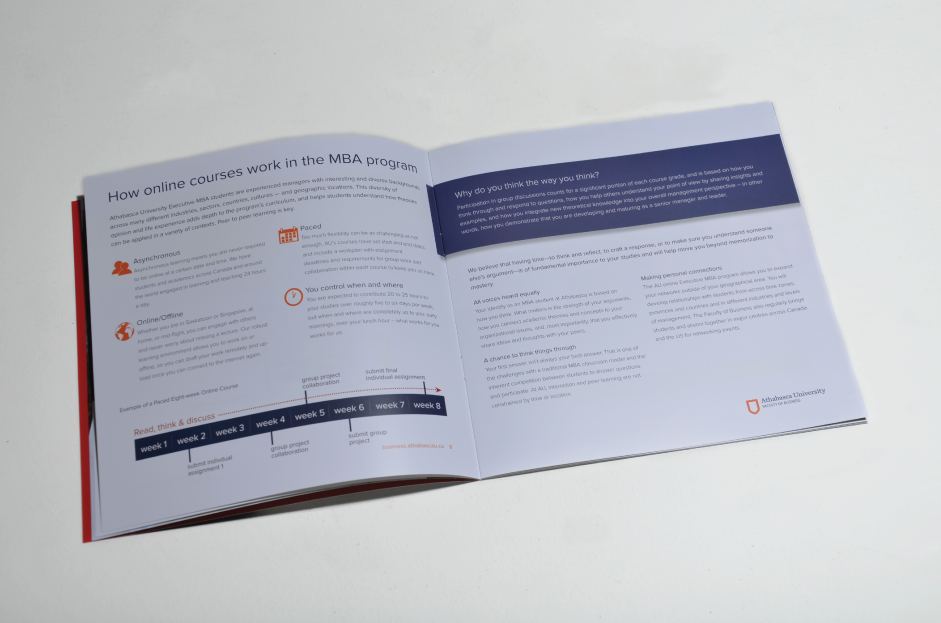 How online courses work in the MBA program
Athabasca University Executive MBA students are experienced managers with interesting and diverse backgrounds
across many different industries, sectors, countries, cultures— and geographic locations. This diversity of
opinion and life experience adds depth to the program's curriculum, and helps students understand how theories
can be applied in a variety of contexts. Peer to peer learning is key.
Asynchronous
Asynchronous learning means you are never required
to be online at a certain date and time. We have
students and academics across Canada and around
the world engaged in learning and reporting 24 hours
a day.
Paced
Too much flexibility can be as challenging as not
enough. AU's courses have set start and end dates,
and include a workplan with assignment
deadlines and requirements for group work and
collaboration within each course to keep you on track.
Online/Offline
Whether you are in Saskatoon or Singapore, at
home, or mid-flight, you can engage with others
and never worry about missing a lecture. Our robust
learning environment allows you to work on or
offline, so you can draft your work remotely and up-
load once you can connect to the internet again.
You control when and where
You are expected to contribute 20 to 25 hours to
your studies over roughly five to six days per week,
but when and where are completely up to you: early
mornings, over your lunch hour – what works for you
works for us.
Example of a Paced Eight-week Online Course
Read, think & discuss
group project
collaboration
submit final
individual assignment
week 1 week 2 week 3 week 4 week 5 week 6 week 7 week 8
submit individual
assignment 1
group project
collaboration
submit group
project
business.athabascau.ca
Why do you think the way you think?
Participation in group discussions counts for a significant portion of each course grade, and is based on how you
think through and respond to questions, how you help others understand your point of view by sharing insights and
examples, and how you integrate new theoretical knowledge into your overall management perspective – in other
words, how you demonstrate that you are developing and maturing as a senior manager and leader.
We believe that having time—to think and reflect, to craft a response, or to make sure you understand someone
else's argument—is of fundamental importance to your studies and will help move you beyond memorization to
mastery.
All voices heard equally
Your identity as an MBA student at Athabasca is based on
how you think. What matters is the strength of your arguments,
how you connect academic theories and concepts to your
organizational issues, and, most importantly, that you effectively
share ideas and thoughts with your peers.
A chance to think things through
Your first answer isn't always your best answer. That is one of
the challenges with a traditional MBA classroom model and the
inherent competition between students to answer questions
and participate. At AU, interaction and peer learning are not
constrained by time or location.
Making personal connections
The AU online Executive MBA program allows you to expand
your networks outside of your geographical area. You will
develop relationships with students from across time zones,
provinces and countries and in different industries and levels
of management. The Faculty of Business also regularly brings
students and alumni together in major centres across Canada
and the US for networking events.
Athabasca University
FACULTY OF BUSINESS